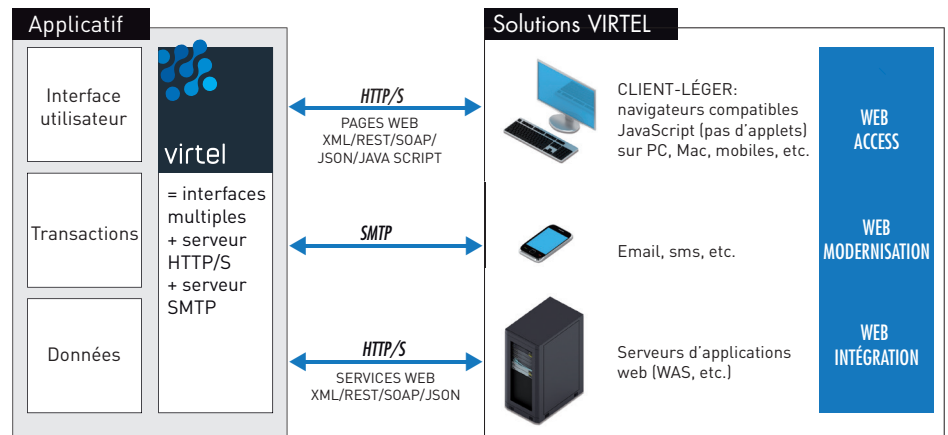 Applicatif
Interface
utilisateur
Transactions
Données
virtel
= interfaces
multiples
+ serveur
HTTP/S
+ serveur
SMTP
HTTP/S
PAGES WEB
XML/REST/SOAP/
JSON/JAVA SCRIPT
SMTP
HTTP/S
SERVICES WEB
XML/REST/SOAP/JSON
Solutions VIRTEL
CLIENT-LÉGER:
navigateurs compatibles
JavaScript (pas d'applets)
sur PC, Mac, mobiles, etc.
Email, sms, etc.
Serveurs d'applications
web (WAS, etc.)
WEB
ACCESS
WEB
MODERNISATION
WEB
INTÉGRATION